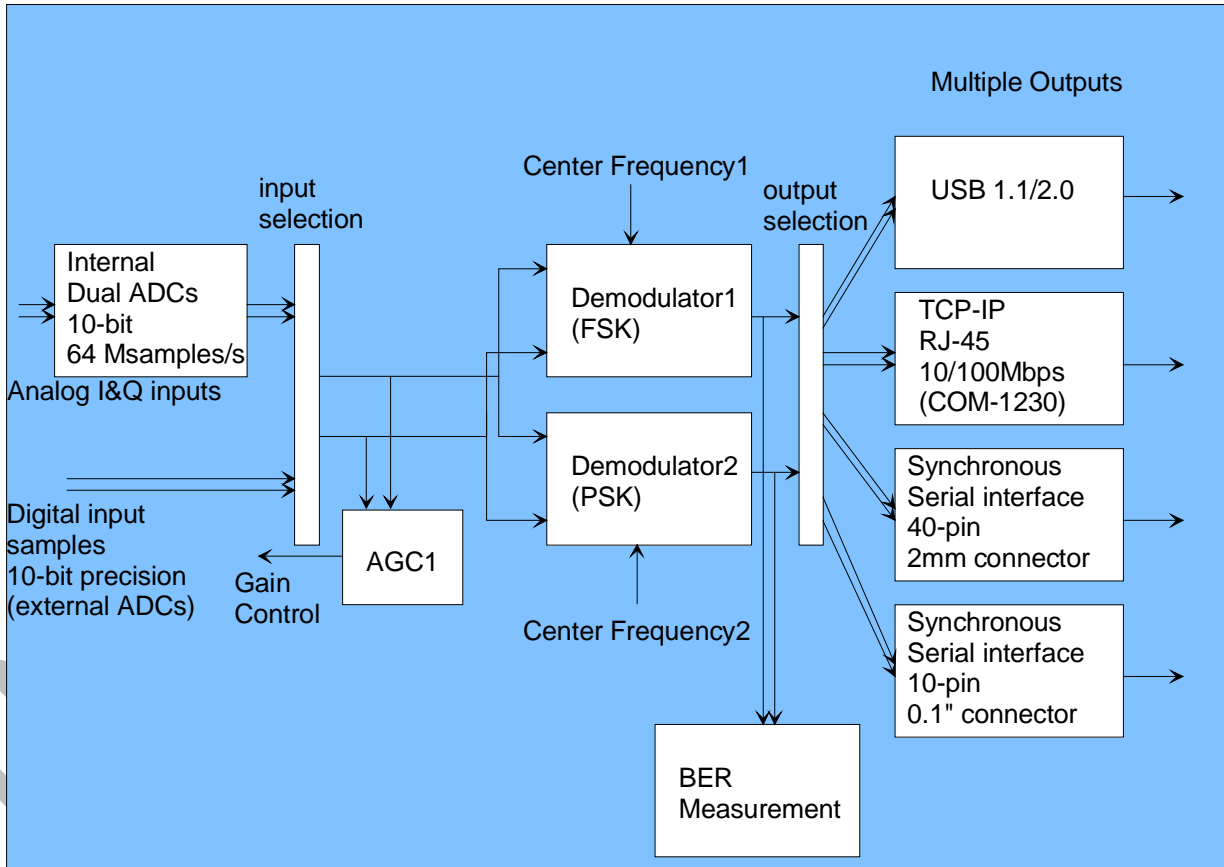 Multiple Outputs
Center Frequency1
input
selection
output
selection
USB 1.1/2.0
Internal
Dual ADCs
10-bit
64 Msamples/s
Analog I&Q inputs
Demodulator1
(FSK)
TCP-IP
RJ-45
10/100Mbps
(COM-1230)
Demodulator2
(PSK)
Synchronous
Serial interface
40-pin
2mm connector
Digital input
samples
10-bit precision
(external ADCs)
AGC1
Gain
Control
Center Frequency2
Synchronous
Serial interface
10-pin
0.1" connector
BER
Measurement